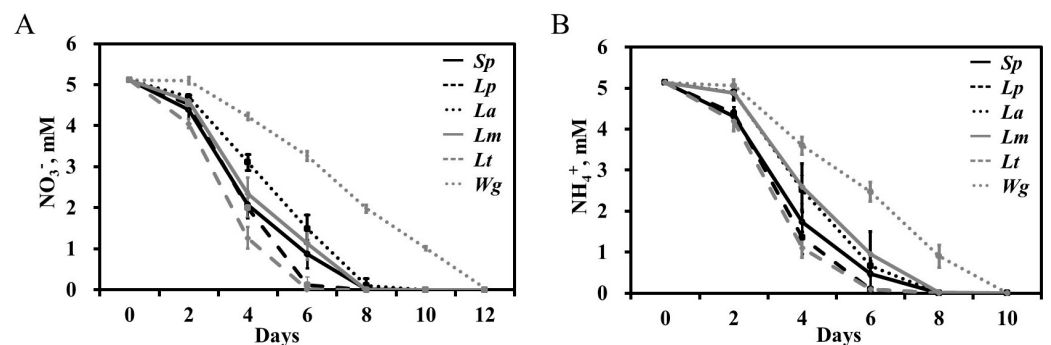 A
NO₃⁻, mM
6
5
4
3
2
1
0
0 2 4 6 8 10 12
Days
Sp
Lp
La
Lm
Lt
Wg
B
NH₄⁺, mM
6
5
4
3
2
1
0
0 2 4 6 8 10
Days
Sp
Lp
La
Lm
Lt
Wg